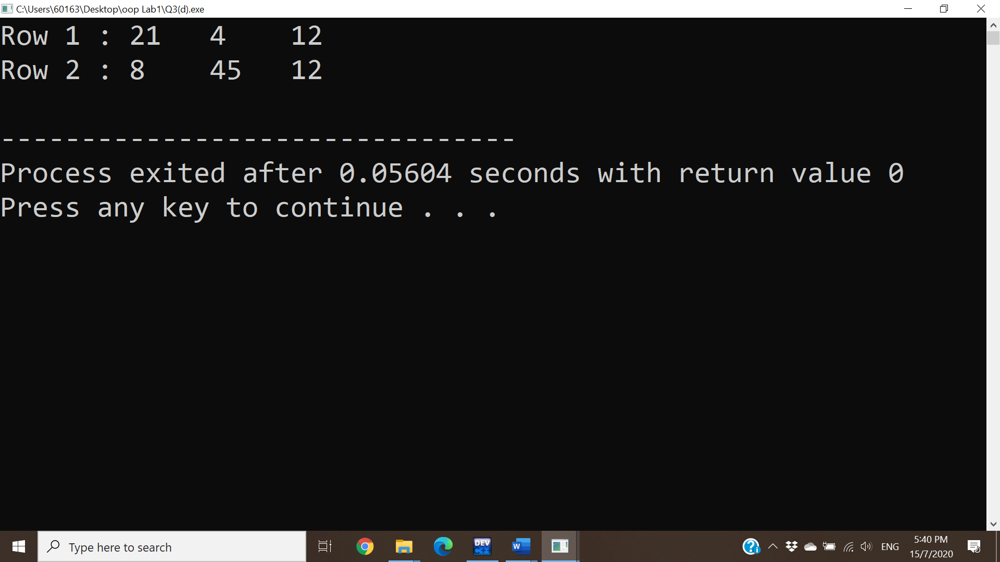 C:\Users\60163\Desktop\oop Lab1\Q3(d).exe
Row 1 : 21   4    12
Row 2 : 8    45   12
--------------------------------
Process exited after 0.05604 seconds with return value 0
Press any key to continue . . .
Type here to search
DEV
C++
W
ENG
5:40 PM
15/7/2020